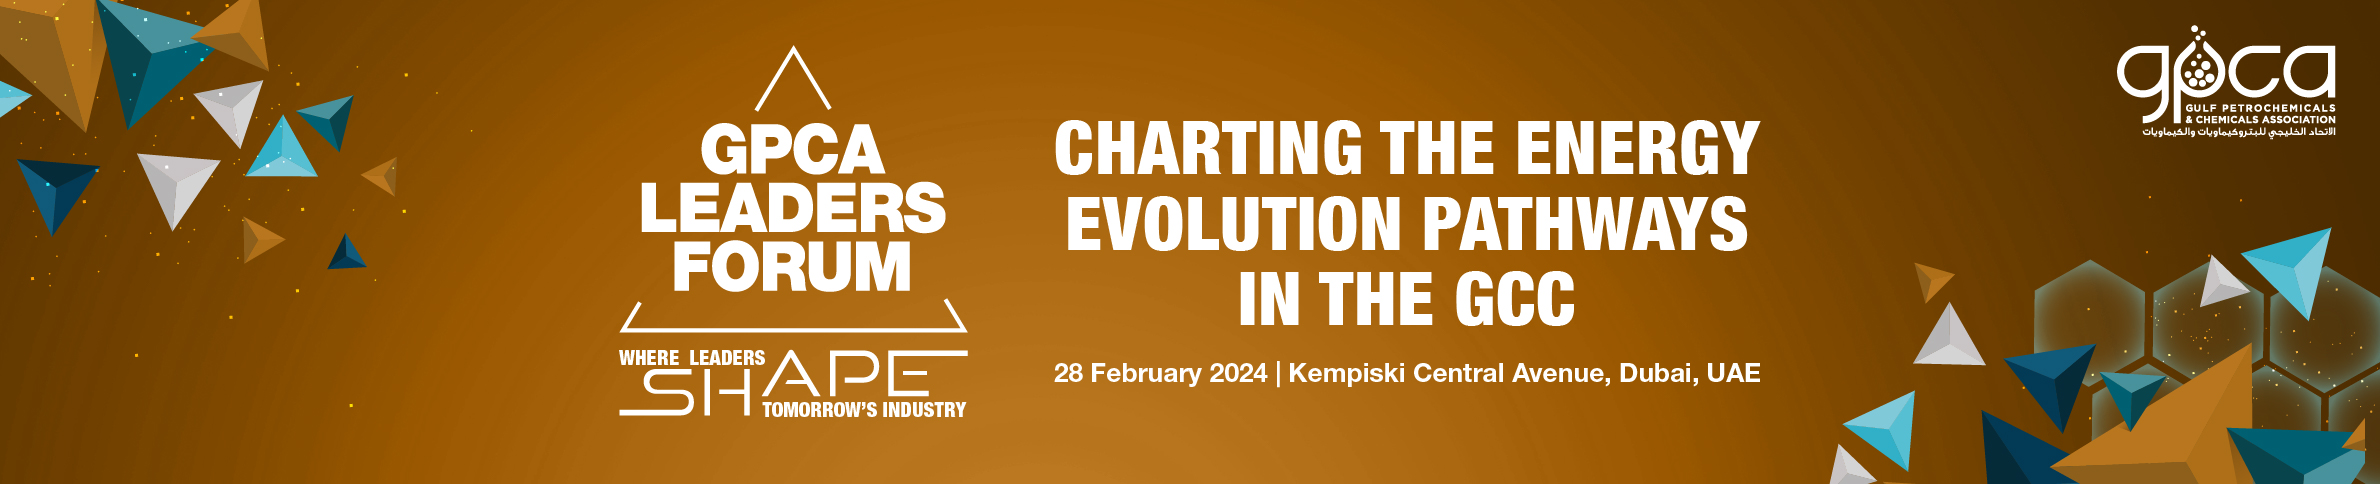 GPCA
LEADERS
FORUM
WHERE LEADERS
SHAPE
TOMORROW'S INDUSTRY
CHARTING THE ENERGY
EVOLUTION PATHWAYS
IN THE GCC
28 February 2024 | Kempiski Central Avenue, Dubai, UAE
gpca
GULF PETROCHEMICALS
& CHEMICALS ASSOCIATION
الاتحاد الخليجي للبتروكيماويات والكيماويات